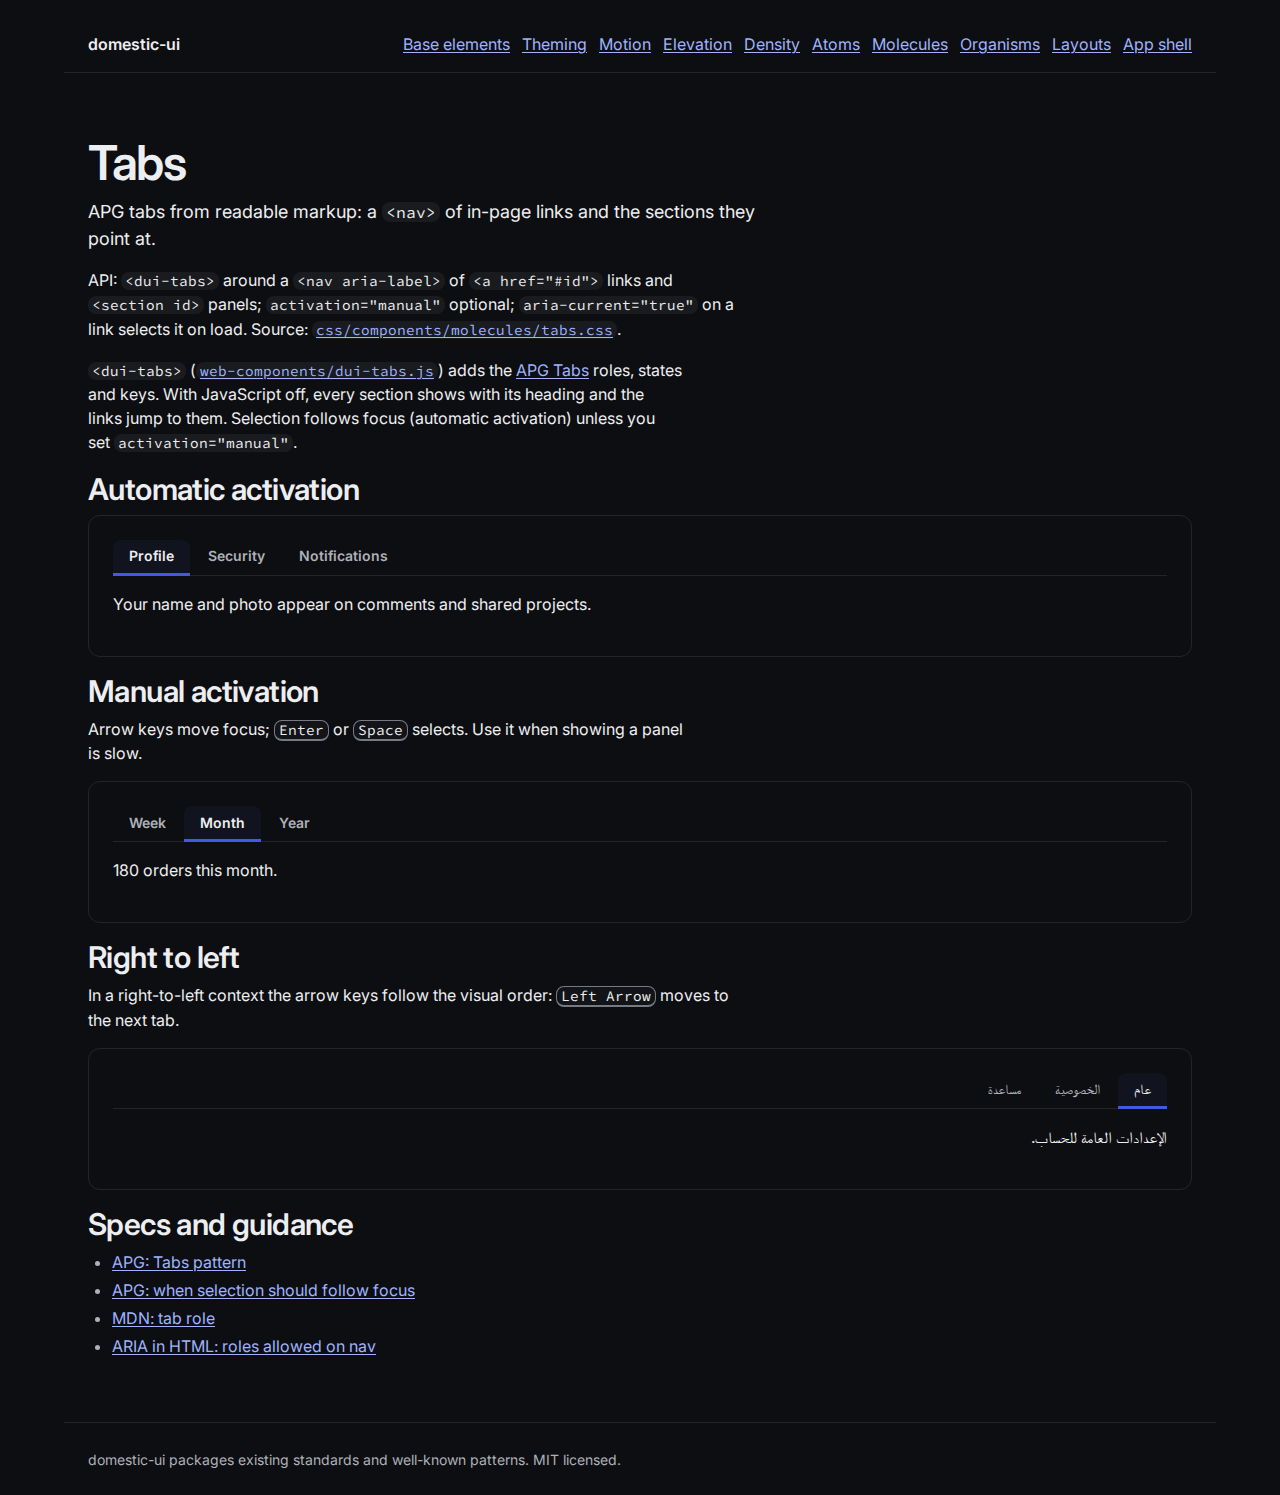 domestic-ui
Base elements Theming Motion Elevation Density Atoms Molecules Organisms Layouts App shell
Tabs
APG tabs from readable markup: a <nav> of in-page links and the sections they
point at.
API: <dui-tabs> around a <nav aria-label> of <a href="#id"> links and
<section id> panels; activation="manual" optional; aria-current="true" on a
link selects it on load. Source: css/components/molecules/tabs.css.
<dui-tabs> (web-components/dui-tabs.js) adds the APG Tabs roles, states
and keys. With JavaScript off, every section shows with its heading and the
links jump to them. Selection follows focus (automatic activation) unless you
set activation="manual".
Automatic activation
Profile Security Notifications
Your name and photo appear on comments and shared projects.
Manual activation
Arrow keys move focus; Enter or Space selects. Use it when showing a panel
is slow.
Week Month Year
180 orders this month.
Right to left
In a right-to-left context the arrow keys follow the visual order: Left Arrow moves to
the next tab.
عام الخصوصية مساعدة
الإعدادات العامة للحساب.
Specs and guidance
• APG: Tabs pattern
• APG: when selection should follow focus
• MDN: tab role
• ARIA in HTML: roles allowed on nav
domestic-ui packages existing standards and well-known patterns. MIT licensed.